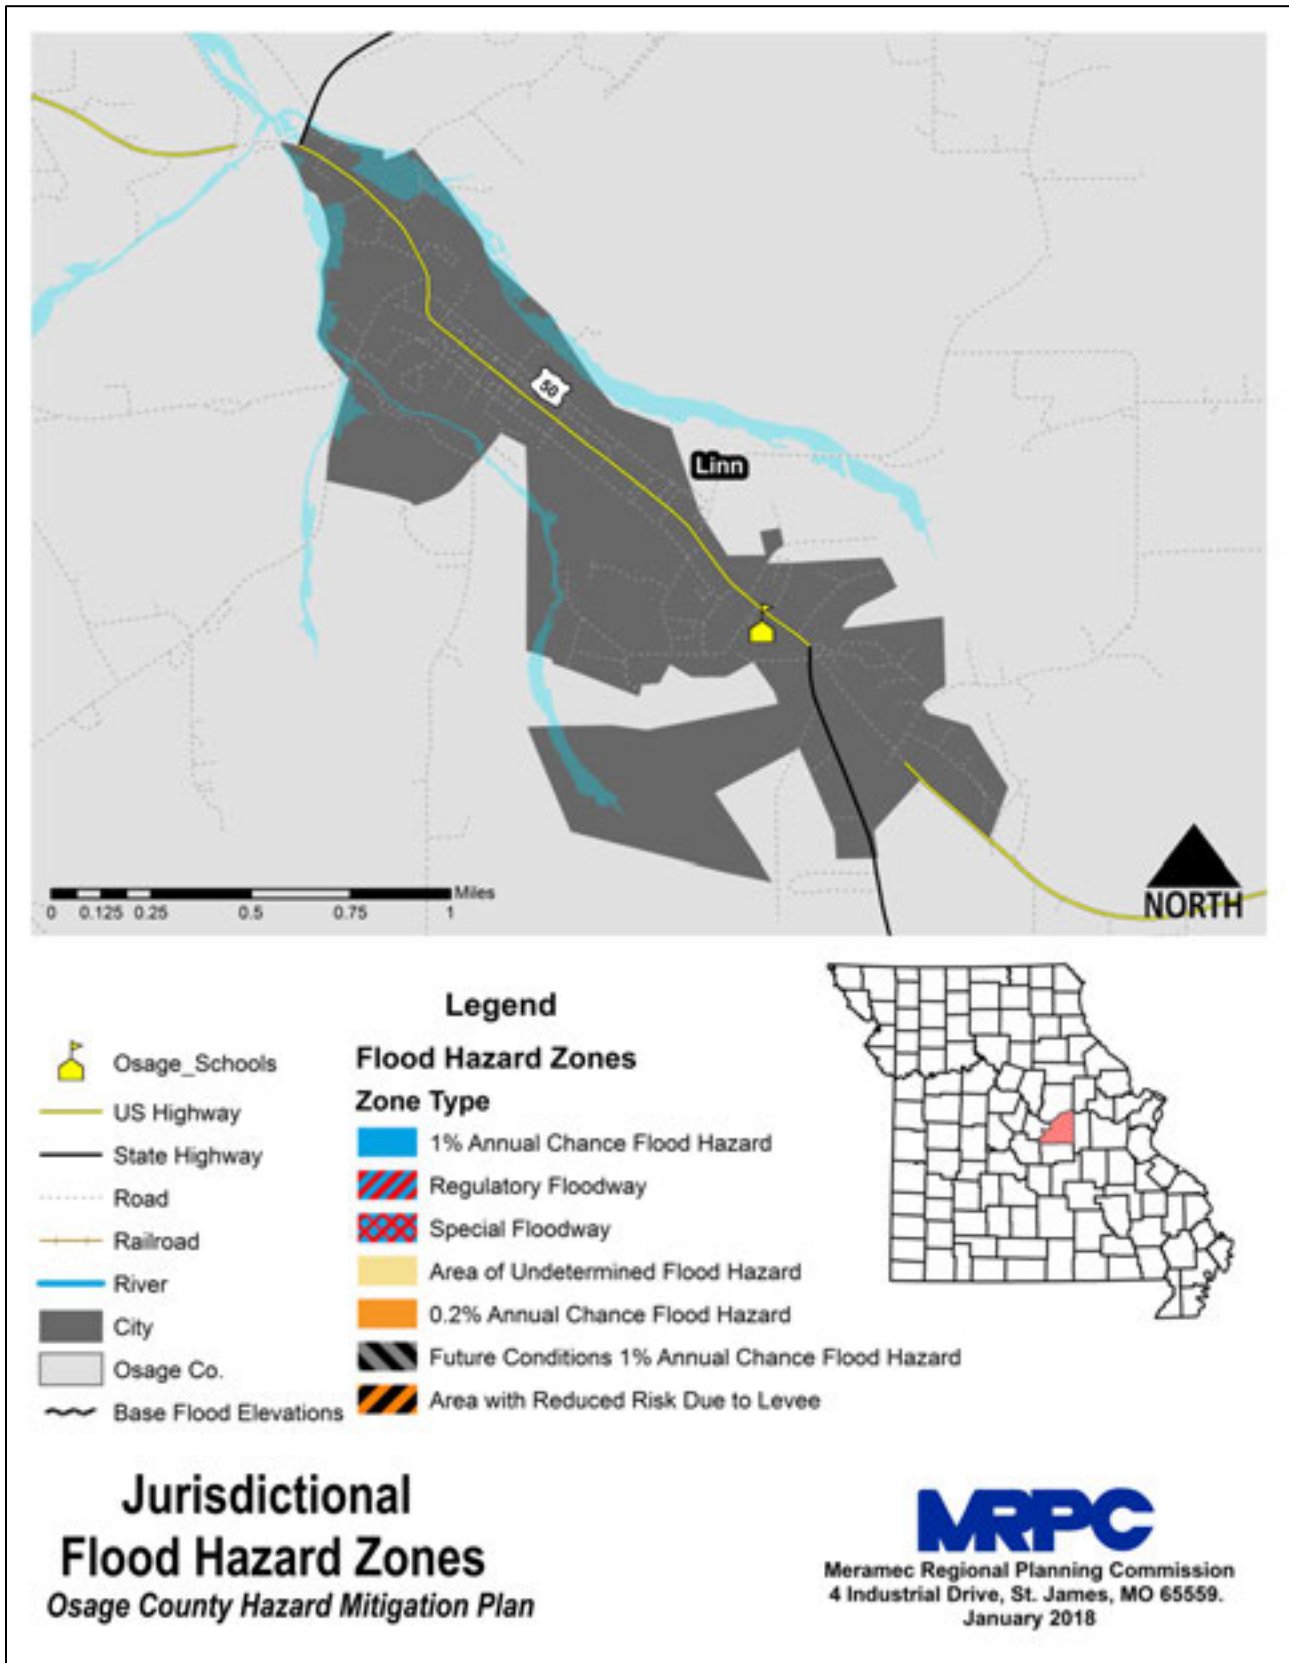 50
Linn
Miles
0 0.125 0.25 0.5 0.75 1
NORTH
Legend
Osage_Schools
US Highway
State Highway
Road
Railroad
River
City
Osage Co.
Base Flood Elevations
Flood Hazard Zones
Zone Type
1% Annual Chance Flood Hazard
Regulatory Floodway
Special Floodway
Area of Undetermined Flood Hazard
0.2% Annual Chance Flood Hazard
Future Conditions 1% Annual Chance Flood Hazard
Area with Reduced Risk Due to Levee
Jurisdictional
Flood Hazard Zones
Osage County Hazard Mitigation Plan
MRPC
Meramec Regional Planning Commission
4 Industrial Drive, St. James, MO 65559.
January 2018